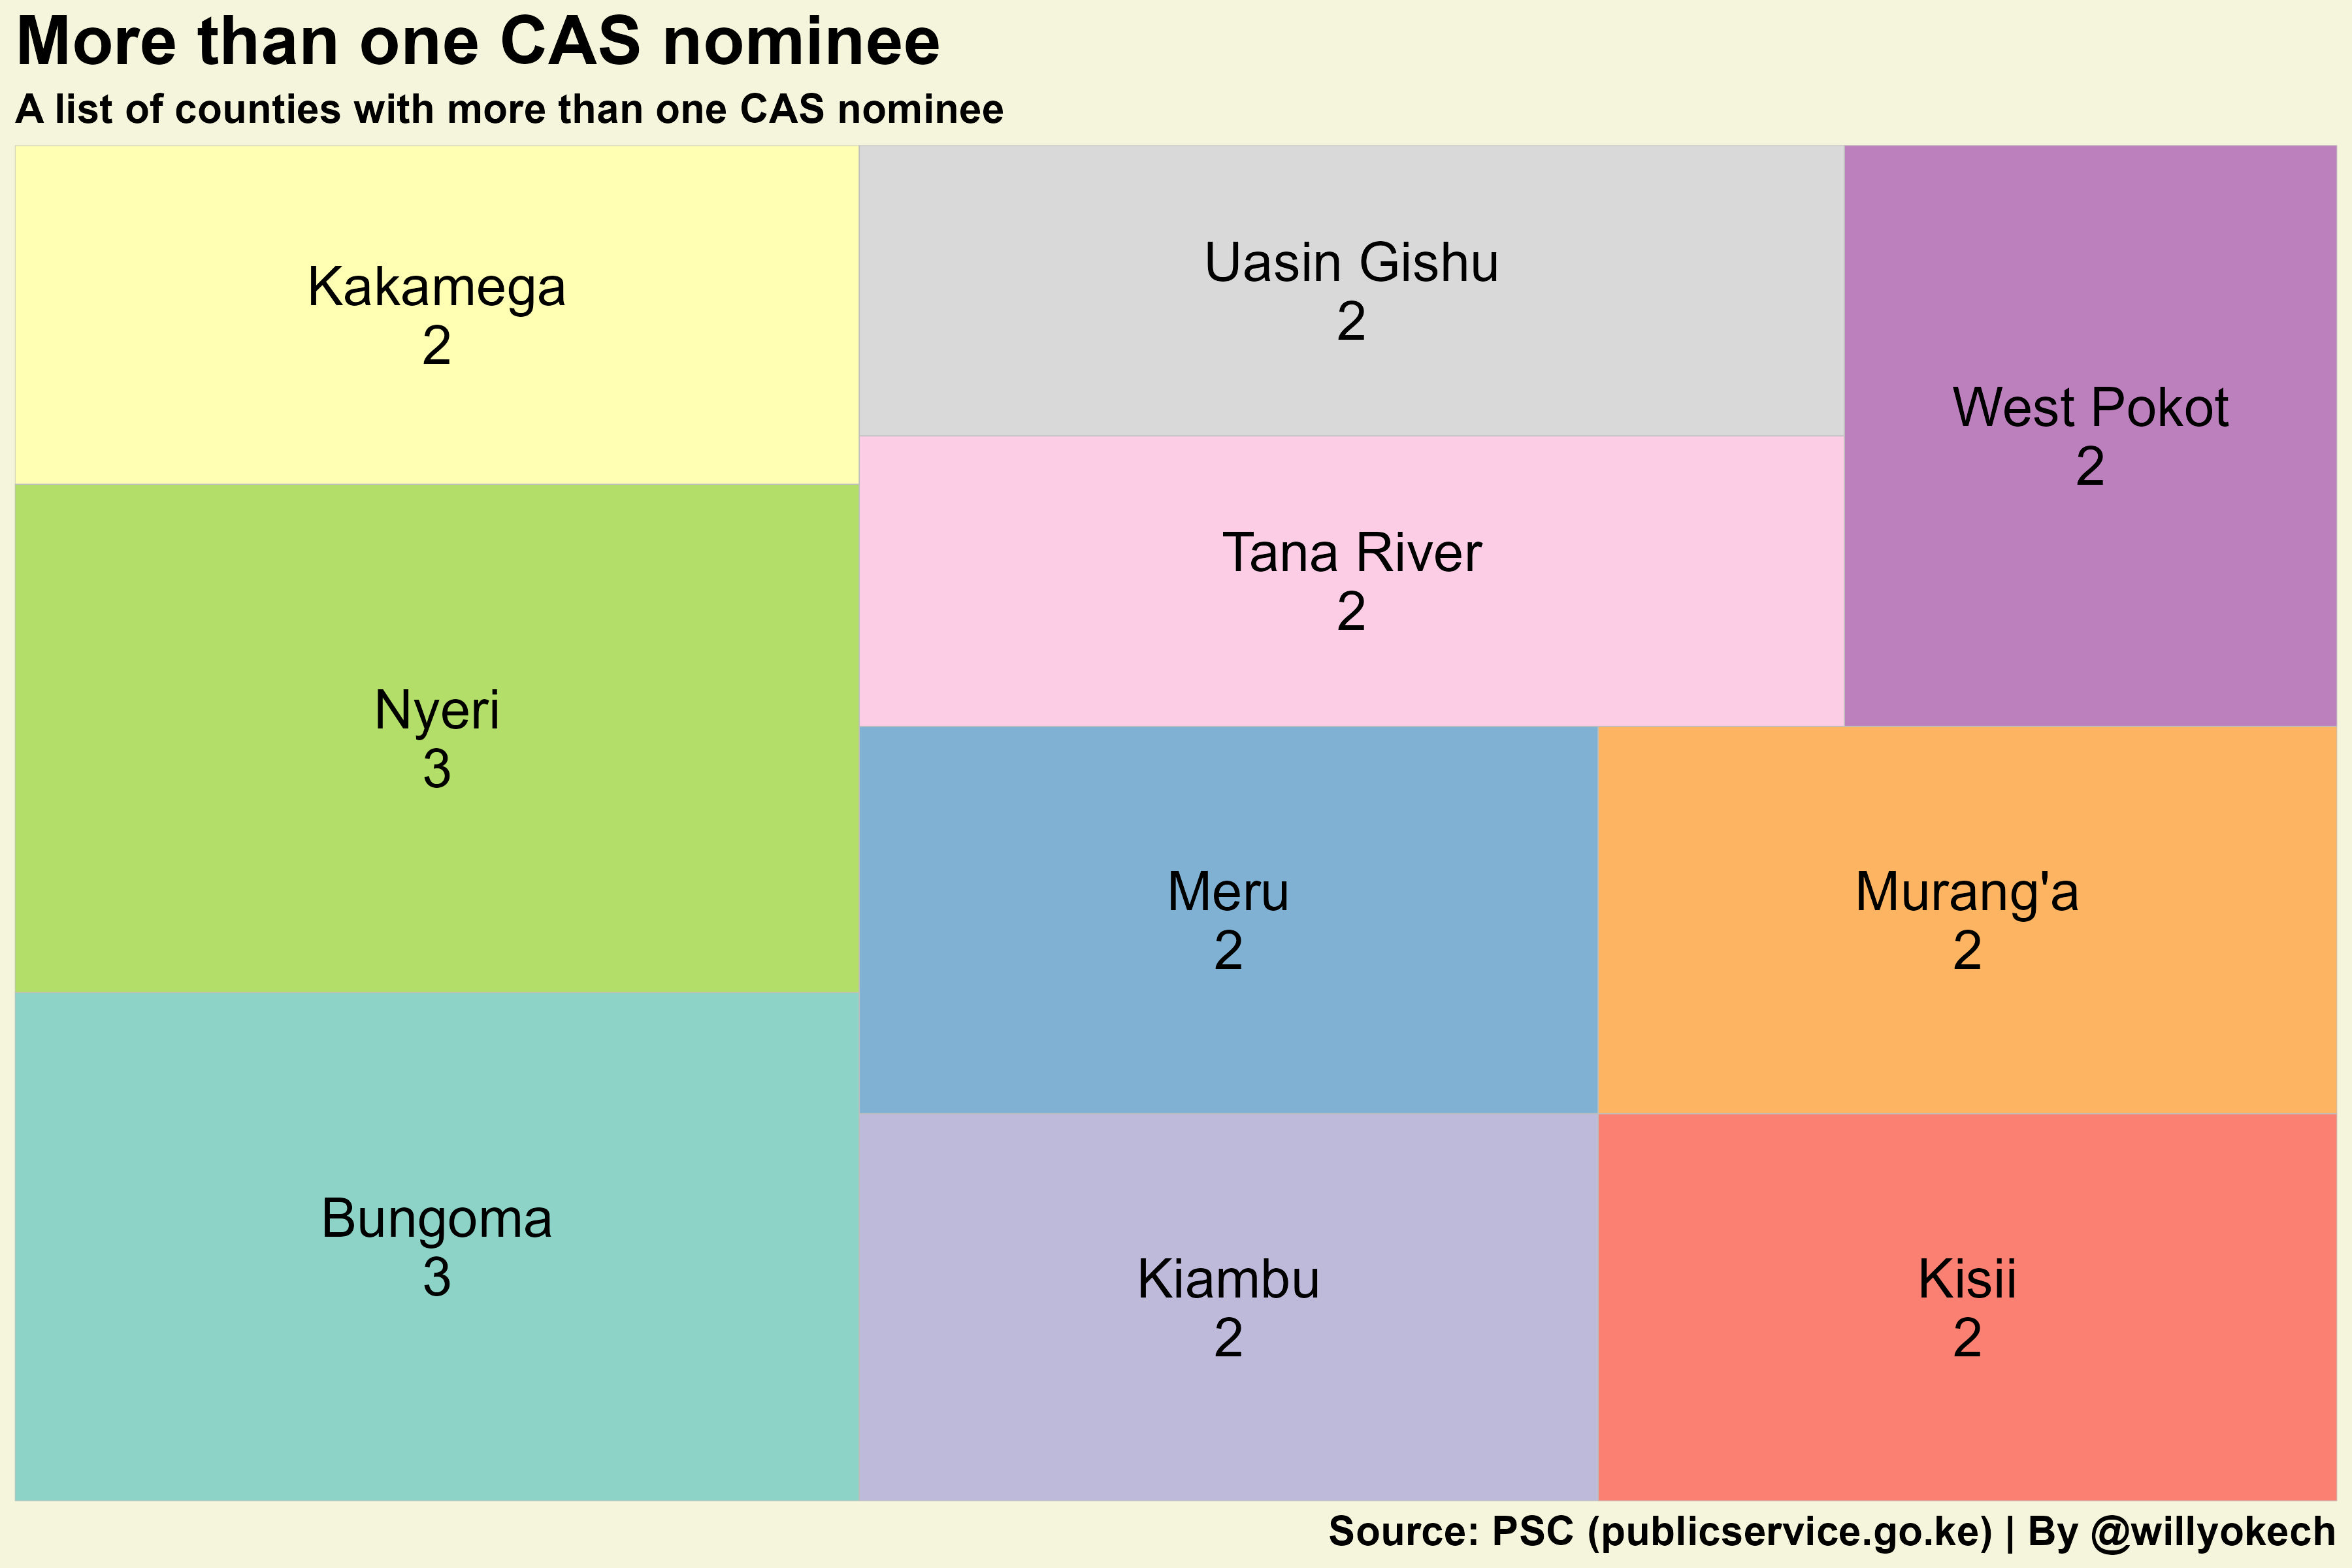 More than one CAS nominee
A list of counties with more than one CAS nominee
Kakamega
2
Uasin Gishu
2
West Pokot
2
Tana River
2
Nyeri
3
Meru
2
Murang'a
2
Bungoma
3
Kiambu
2
Kisii
2
Source: PSC (publicservice.go.ke) | By @willyokech